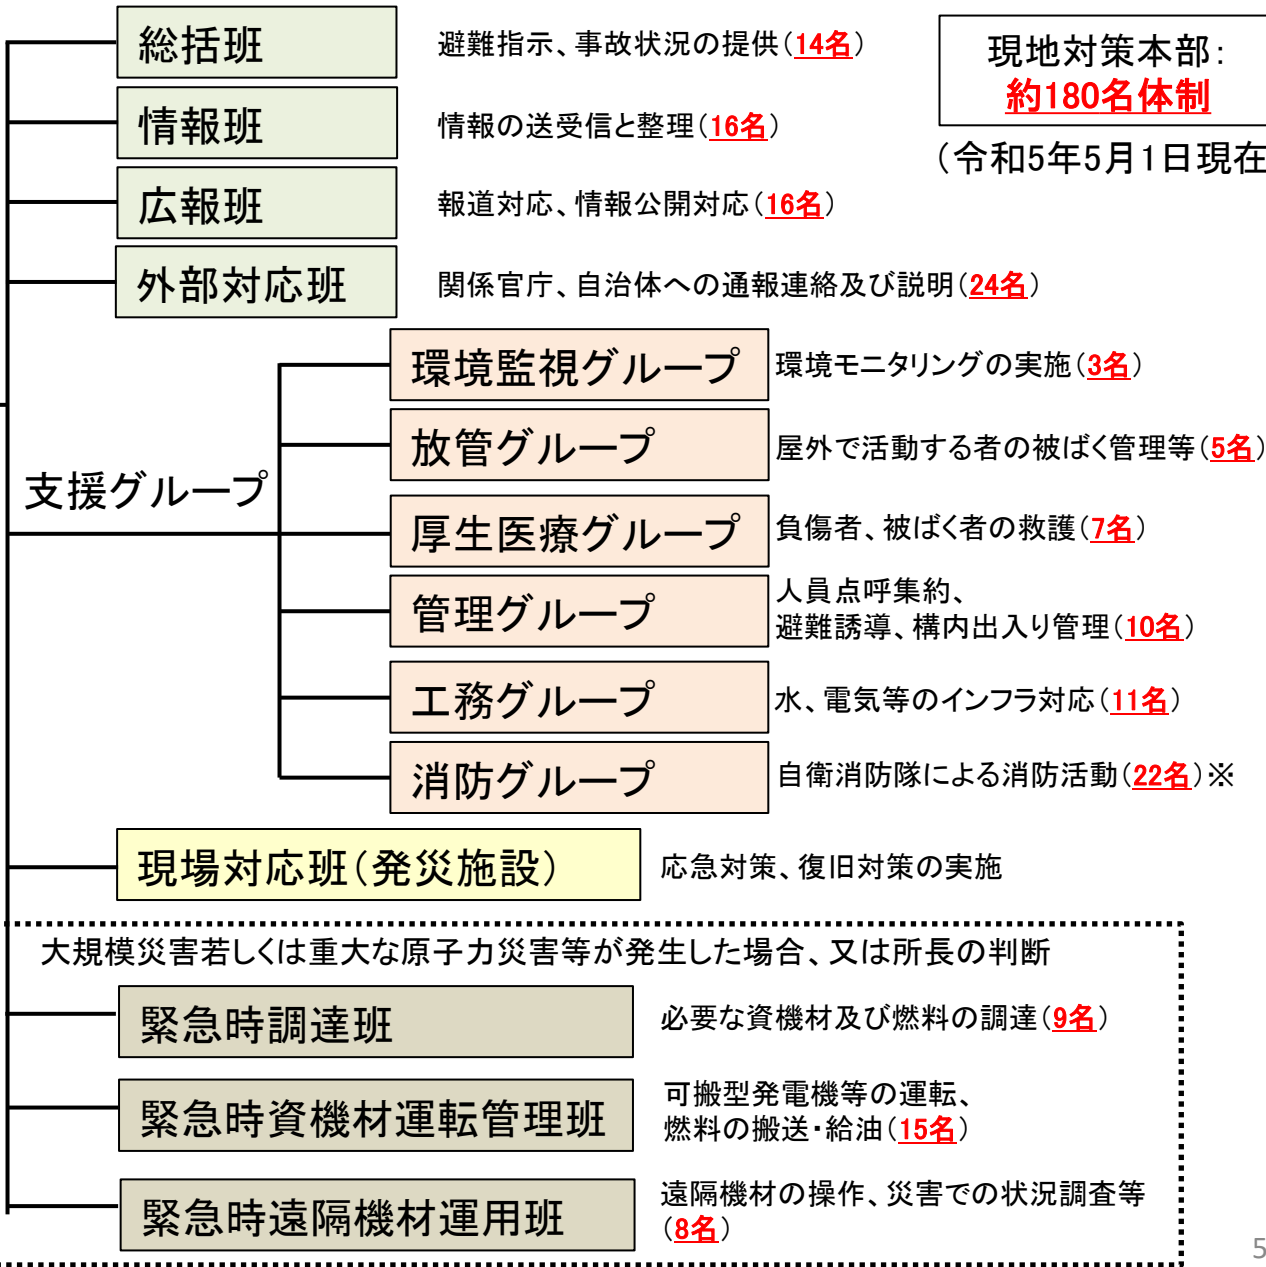 総括班
避難指示、事故状況の提供(14名)
現地対策本部:
約180名体制
(令和5年5月1日現在
情報班
情報の送受信と整理(16名)
広報班
報道対応、情報公開対応(16名)
外部対応班
関係官庁、自治体への通報連絡及び説明(24名)
支援グループ
環境監視グループ
環境モニタリングの実施(3名)
放管グループ
屋外で活動する者の被ばく管理等(5名)
厚生医療グループ
負傷者、被ばく者の救護(7名)
管理グループ
人員点呼集約、
避難誘導、構内出入り管理(10名)
工務グループ
水、電気等のインフラ対応(11名)
消防グループ
自衛消防隊による消防活動(22名)※
現場対応班(発災施設)
応急対策、復旧対策の実施
大規模災害若しくは重大な原子力災害等が発生した場合、又は所長の判断
緊急時調達班
必要な資機材及び燃料の調達(9名)
緊急時資機材運転管理班
可搬型発電機等の運転、
燃料の搬送・給油(15名)
緊急時遠隔機材運用班
遠隔機材の操作、災害での状況調査等
(8名)
5